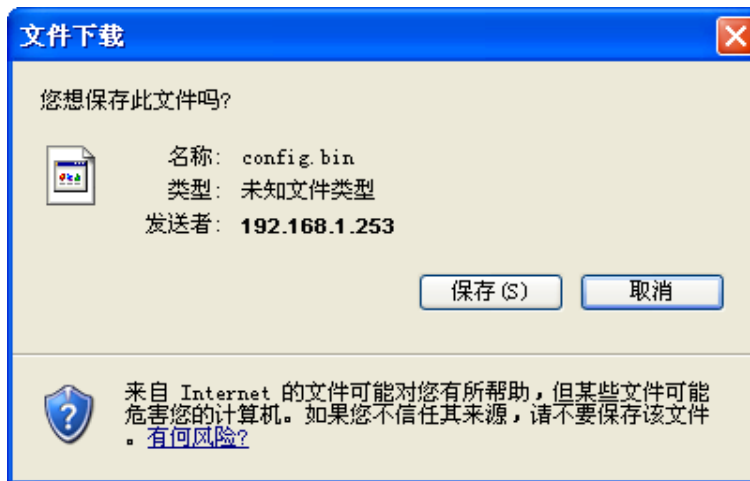 文件下载
您想保存此文件吗?
名称: config.bin
类型: 未知文件类型
发送者: 192.168.1.253
保存(S) 取消
来自 Internet 的文件可能对您有所帮助，但某些文件可能
危害您的计算机。如果您不信任其来源，请不要保存该文件
。有何风险?